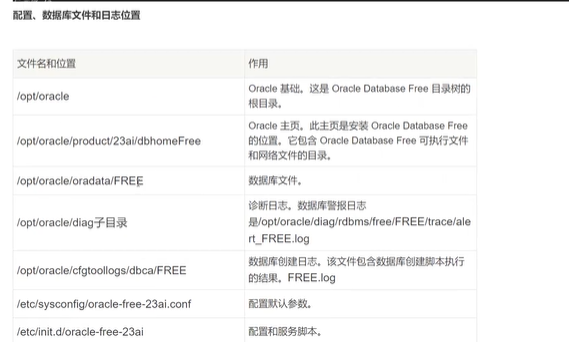 配置、数据库文件和日志位置
文件名和位置
作用
/opt/oracle
Oracle 基础。这是 Oracle Database Free 目录树的
根目录。
/opt/oracle/product/23ai/dbhomeFree
Oracle 主页。此主页是安装 Oracle Database Free
的位置。它包含 Oracle Database Free 可执行文件
和网络文件的目录。
/opt/oracle/oradata/FREE
数据库文件。
/opt/oracle/diag子目录
诊断日志。数据库警报日志
是/opt/oracle/diag/rdbms/free/FREE/trace/ale
rt_FREE.log
/opt/oracle/cfgtoollogs/dbca/FREE
数据库创建日志。该文件包含数据库创建脚本执行
的结果。FREE.log
/etc/sysconfig/oracle-free-23ai.conf
配置默认参数。
/etc/init.d/oracle-free-23ai
配置和服务脚本。